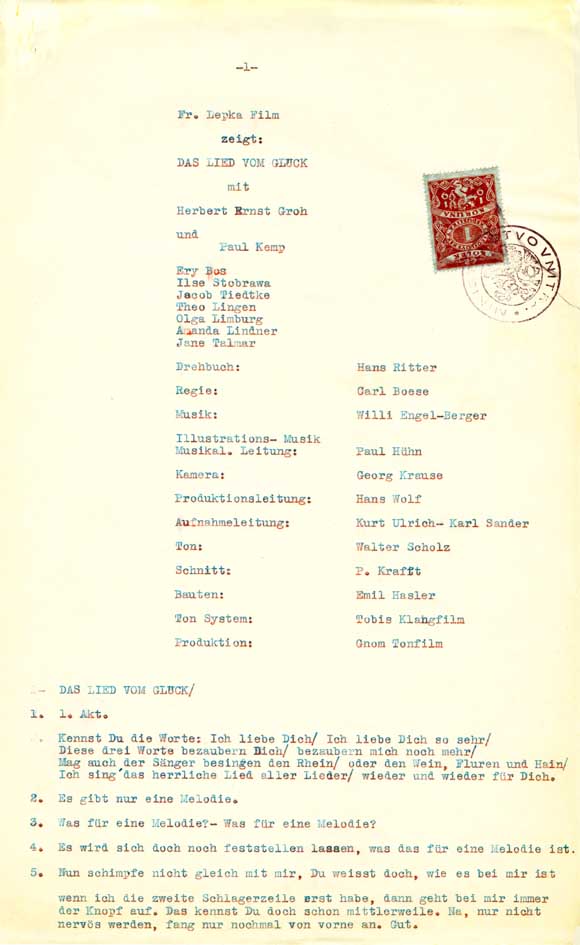 -1-
Fr. Lepka Film
zeigt:
DAS LIED VOM GLUCK
mit
Herbert Ernst Groh
und
Paul Kemp
Ery Bos
Ilse Stobrawa
Jacob Tiedtke
Theo Lingen
Olga Limburg
Amanda Lindner
Jane Talmar
Drehbuch: Hans Ritter
Regie: Carl Boese
Musik: Willi Engel-Berger
Illustrations- Musik
Musikal. Leitung: Paul Hühn
Kamera: Georg Krause
Produktionsleitung: Hans Wolf
Aufnahmeleitung: Kurt Ulrich- Karl Sander
Ton: Walter Scholz
Schnitt: P. Krafft
Bauten: Emil Hasler
Ton System: Tobis Klangfilm
Produktion: Gnom Tonfilm
DAS LIED VOM GLUCK/
1. 1. Akt.
Kennst Du die Worte: Ich liebe Dich/ Ich liebe Dich so sehr/
Diese drei Worte bezaubern Dich/ bezaubern mich noch mehr/
Mag auch der Sänger besingen den Rhein/ oder den Wein, Fluren und Hain/
Ich sing'das herrliche Lied aller Lieder/ wieder und wieder für Dich.
2. Es gibt nur eine Melodie.
3. Was für eine Melodie?- Was für eine Melodie?
4. Es wird sich doch noch feststellen lassen, was das für eine Melodie ist.
5. Nun schimpfe nicht gleich mit mir, Du weisst doch, wie es bei mir ist
wenn ich die zweite Schlagerzeile erst habe, dann geht bei mir immer
der Knopf auf. Das kennst Du doch schon mittlerweile. Na, nur nicht
nervös werden, fang nur nochmal von vorne an. Gut.
1
KORUNA